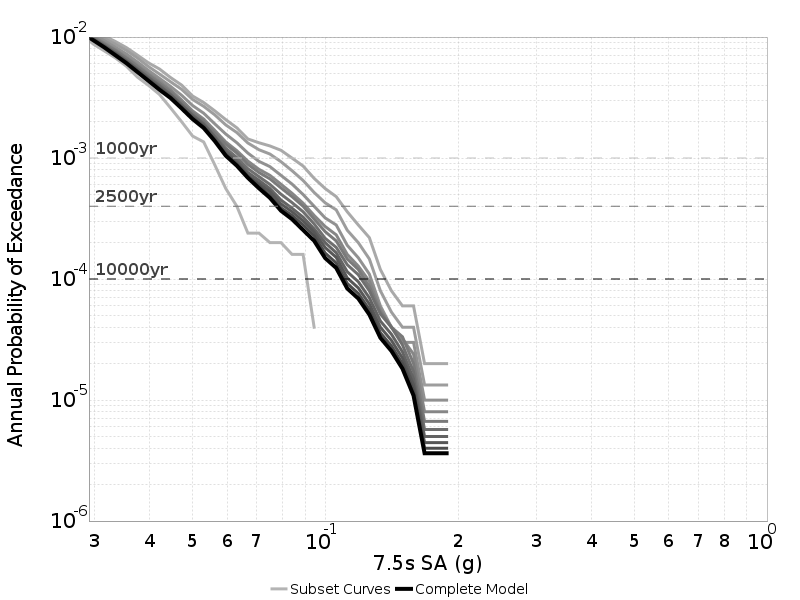 10^-2
10^-3
10^-4
10^-5
10^-6
Annual Probability of Exceedance
1000yr
2500yr
10000yr
3 4 5 6 7 10^-1 2 3 4 5 6 7 8 10^0
7.5s SA (g)
Subset Curves Complete Model